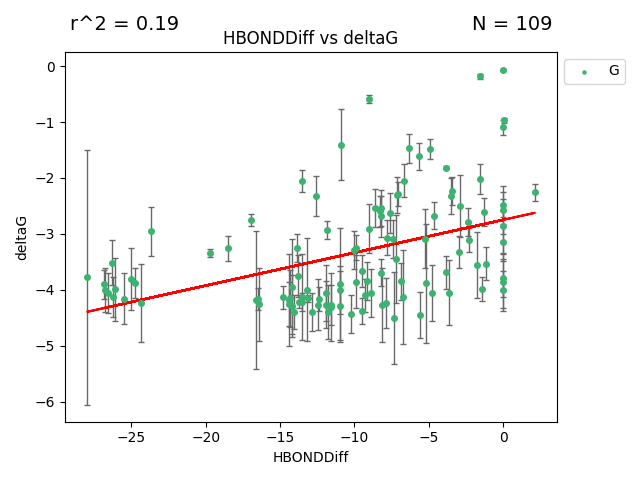 r^2 = 0.19
N = 109
HBONDDiff vs deltaG
G
deltaG
0
−1
−2
−3
−4
−5
−6
−25
−20
−15
−10
−5
0
HBONDDiff